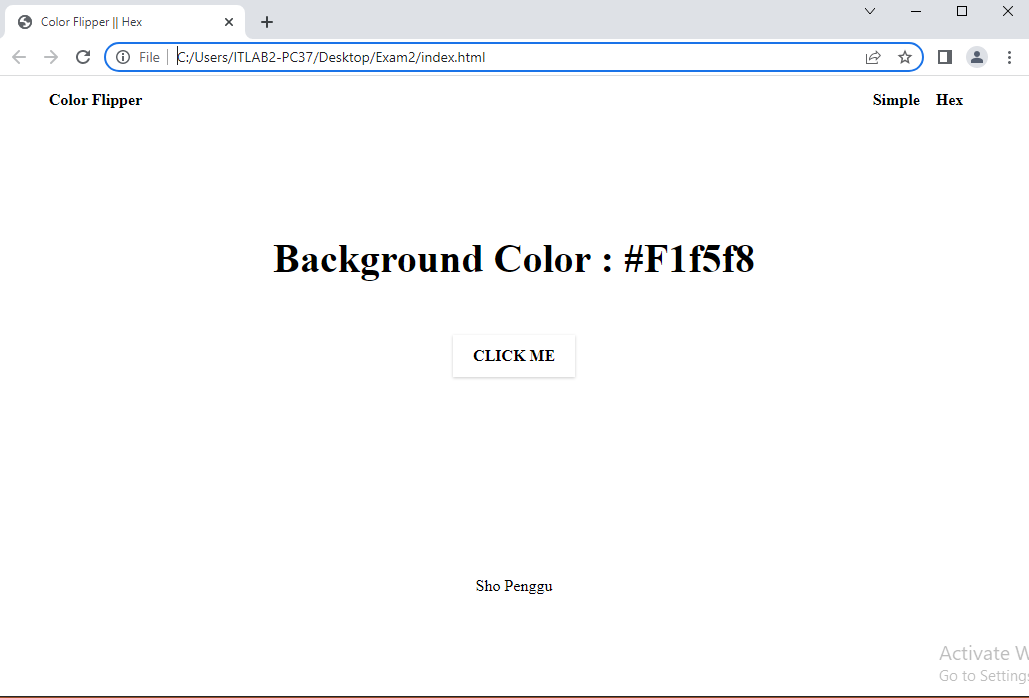 Color Flipper || Hex
File
C:/Users/ITLAB2-PC37/Desktop/Exam2/index.html
Color Flipper
Simple Hex
Background Color : #F1f5f8
CLICK ME
Sho Penggu
Activate W
Go to Settings